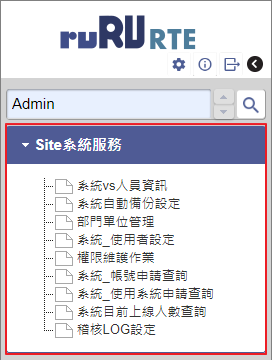 ruRU RTE
Admin
Site系統服務
系統vs人員資訊
系統自動備份設定
部門單位管理
系統_使用者設定
權限維護作業
系統_帳號申請查詢
系統_使用系統申請查詢
系統目前上線人數查詢
稽核LOG設定